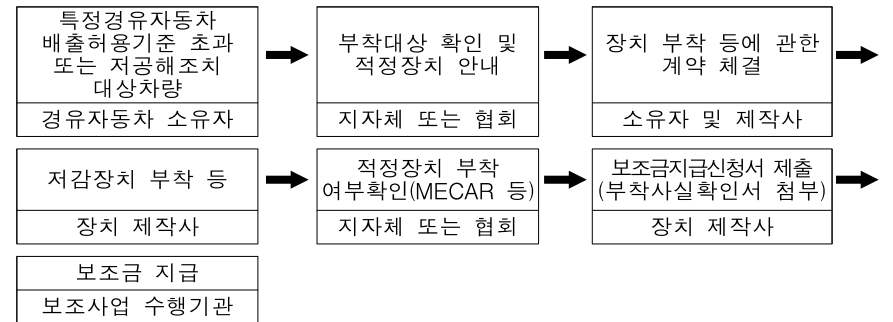 특정경유자동차
배출허용기준 초과
또는 저공해조치
대상차량
경유자동차 소유자
부착대상 확인 및
적정장치 안내
지자체 또는 협회
장치 부착 등에 관한
계약 체결
소유자 및 제작사
저감장치 부착 등
장치 제작사
적정장치 부착
여부확인(MECAR 등)
지자체 또는 협회
보조금지급신청서 제출
(부착사실확인서 첨부)
장치 제작사
보조금 지급
보조사업 수행기관